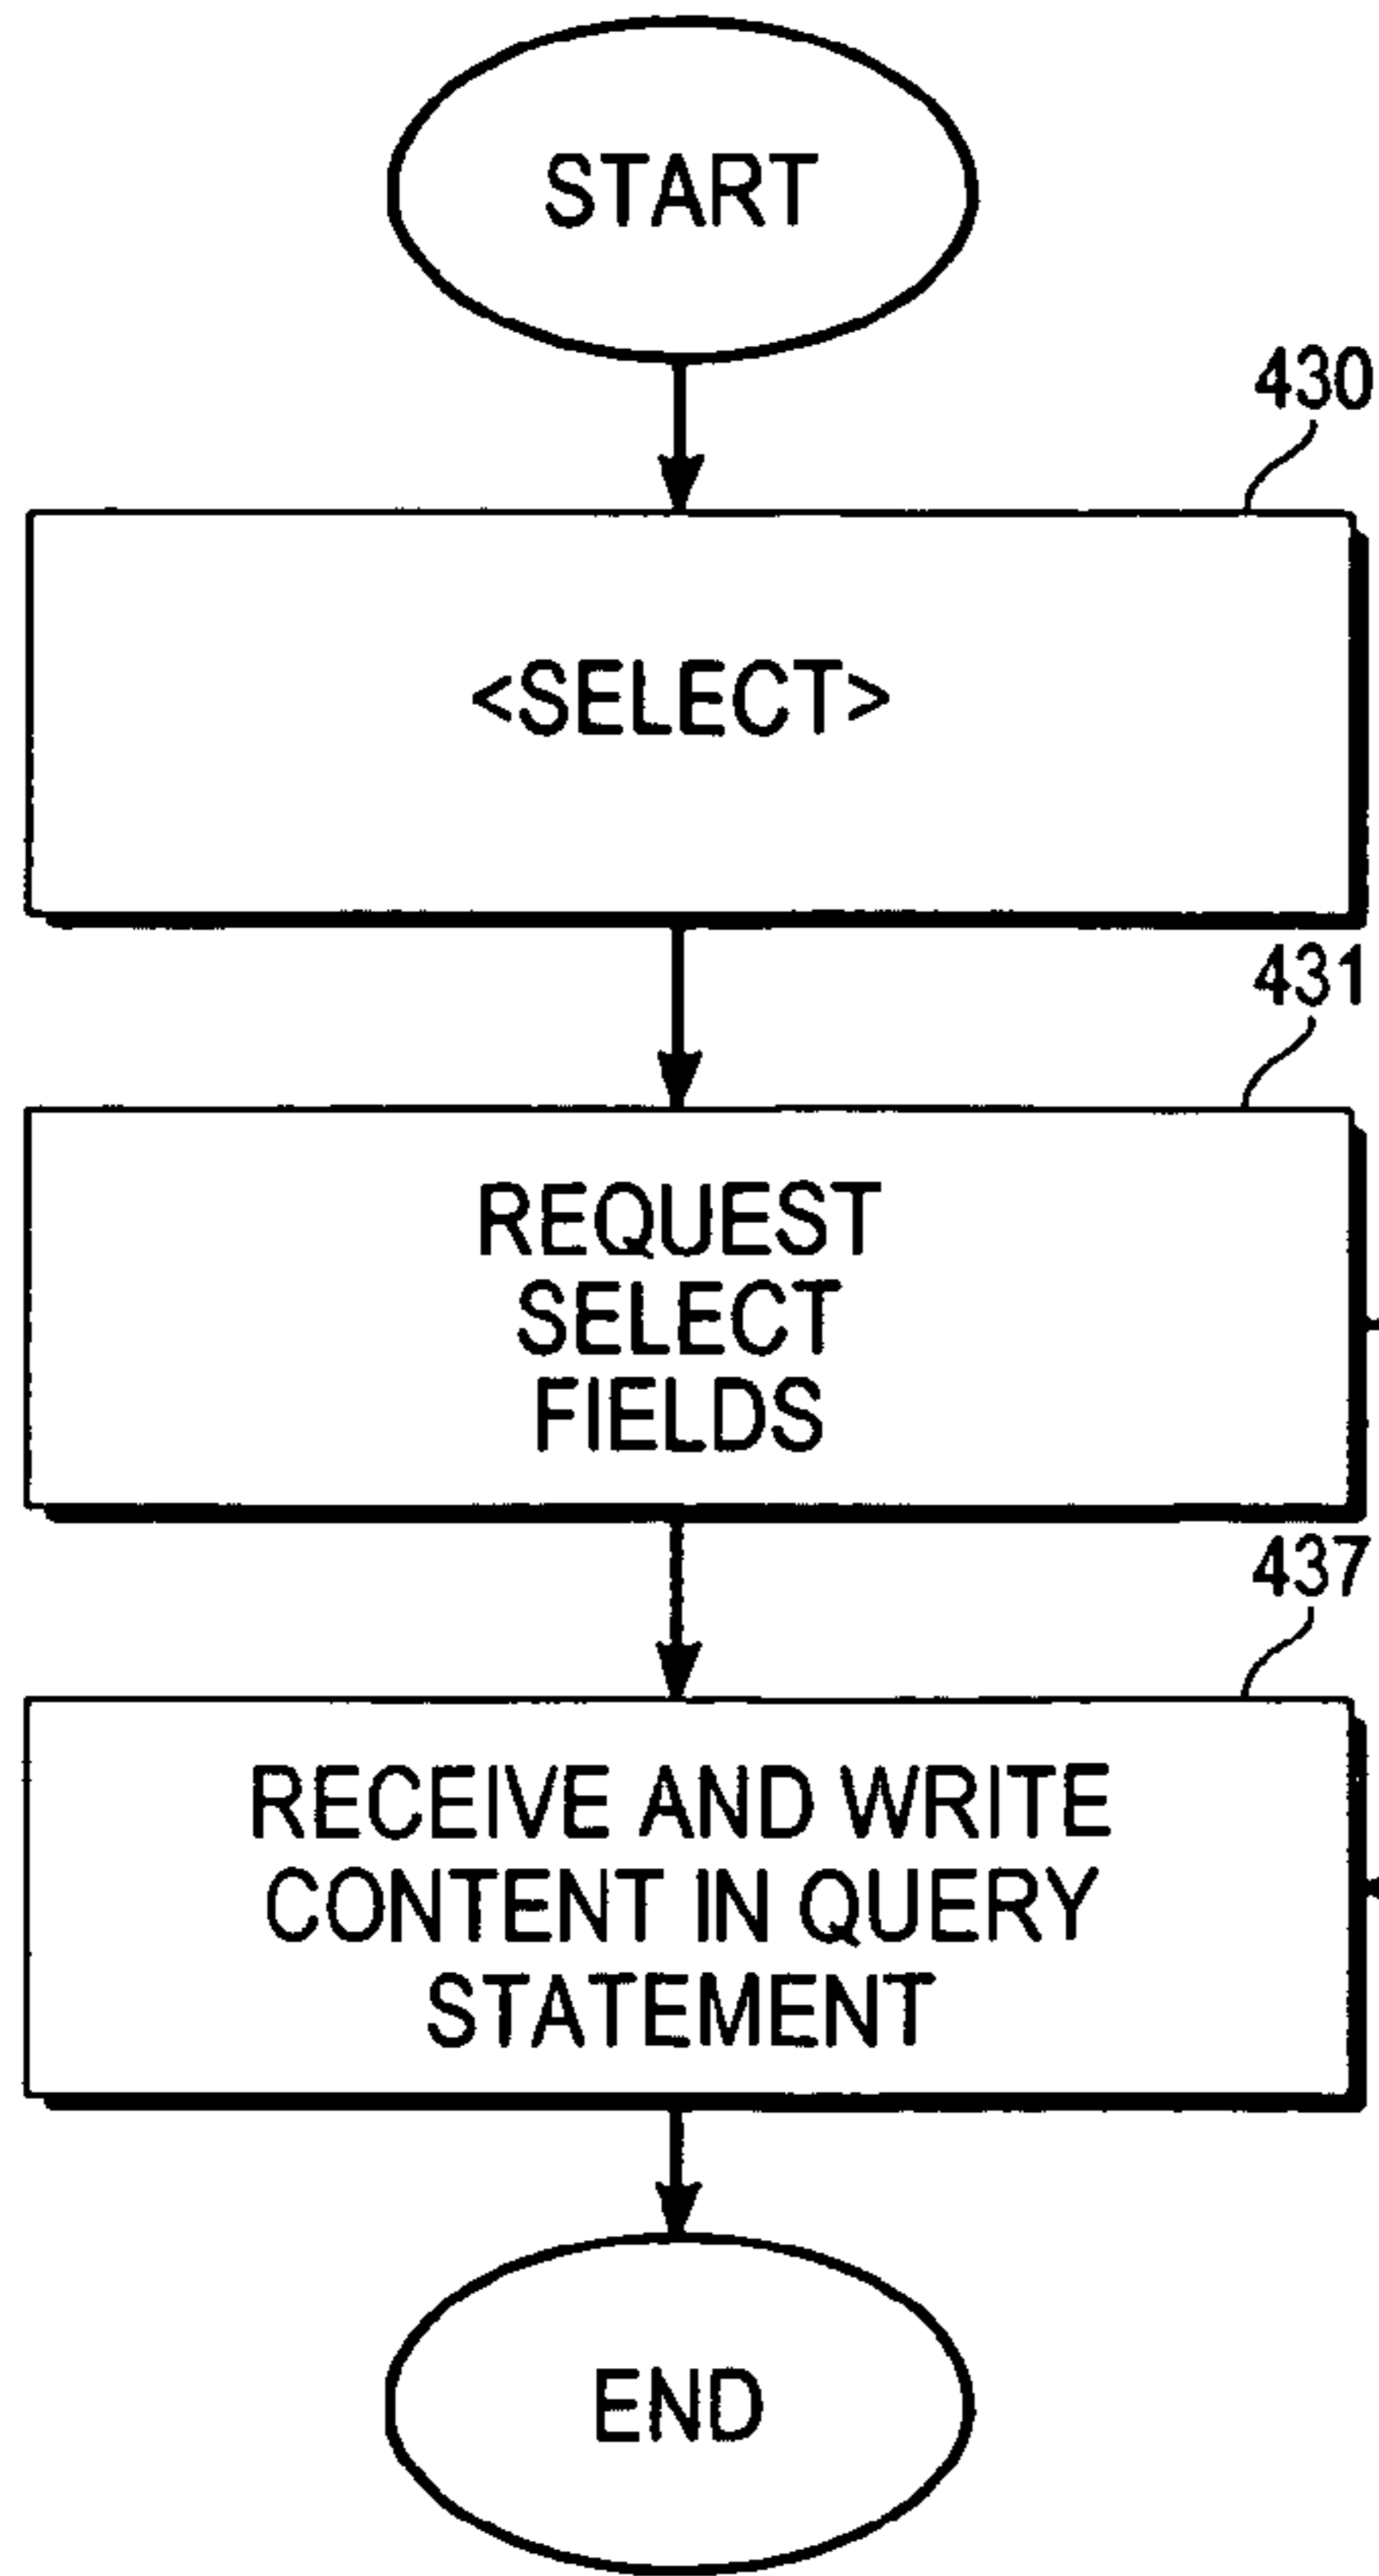 START
430
<SELECT>
431
REQUEST
SELECT
FIELDS
437
RECEIVE AND WRITE
CONTENT IN QUERY
STATEMENT
END